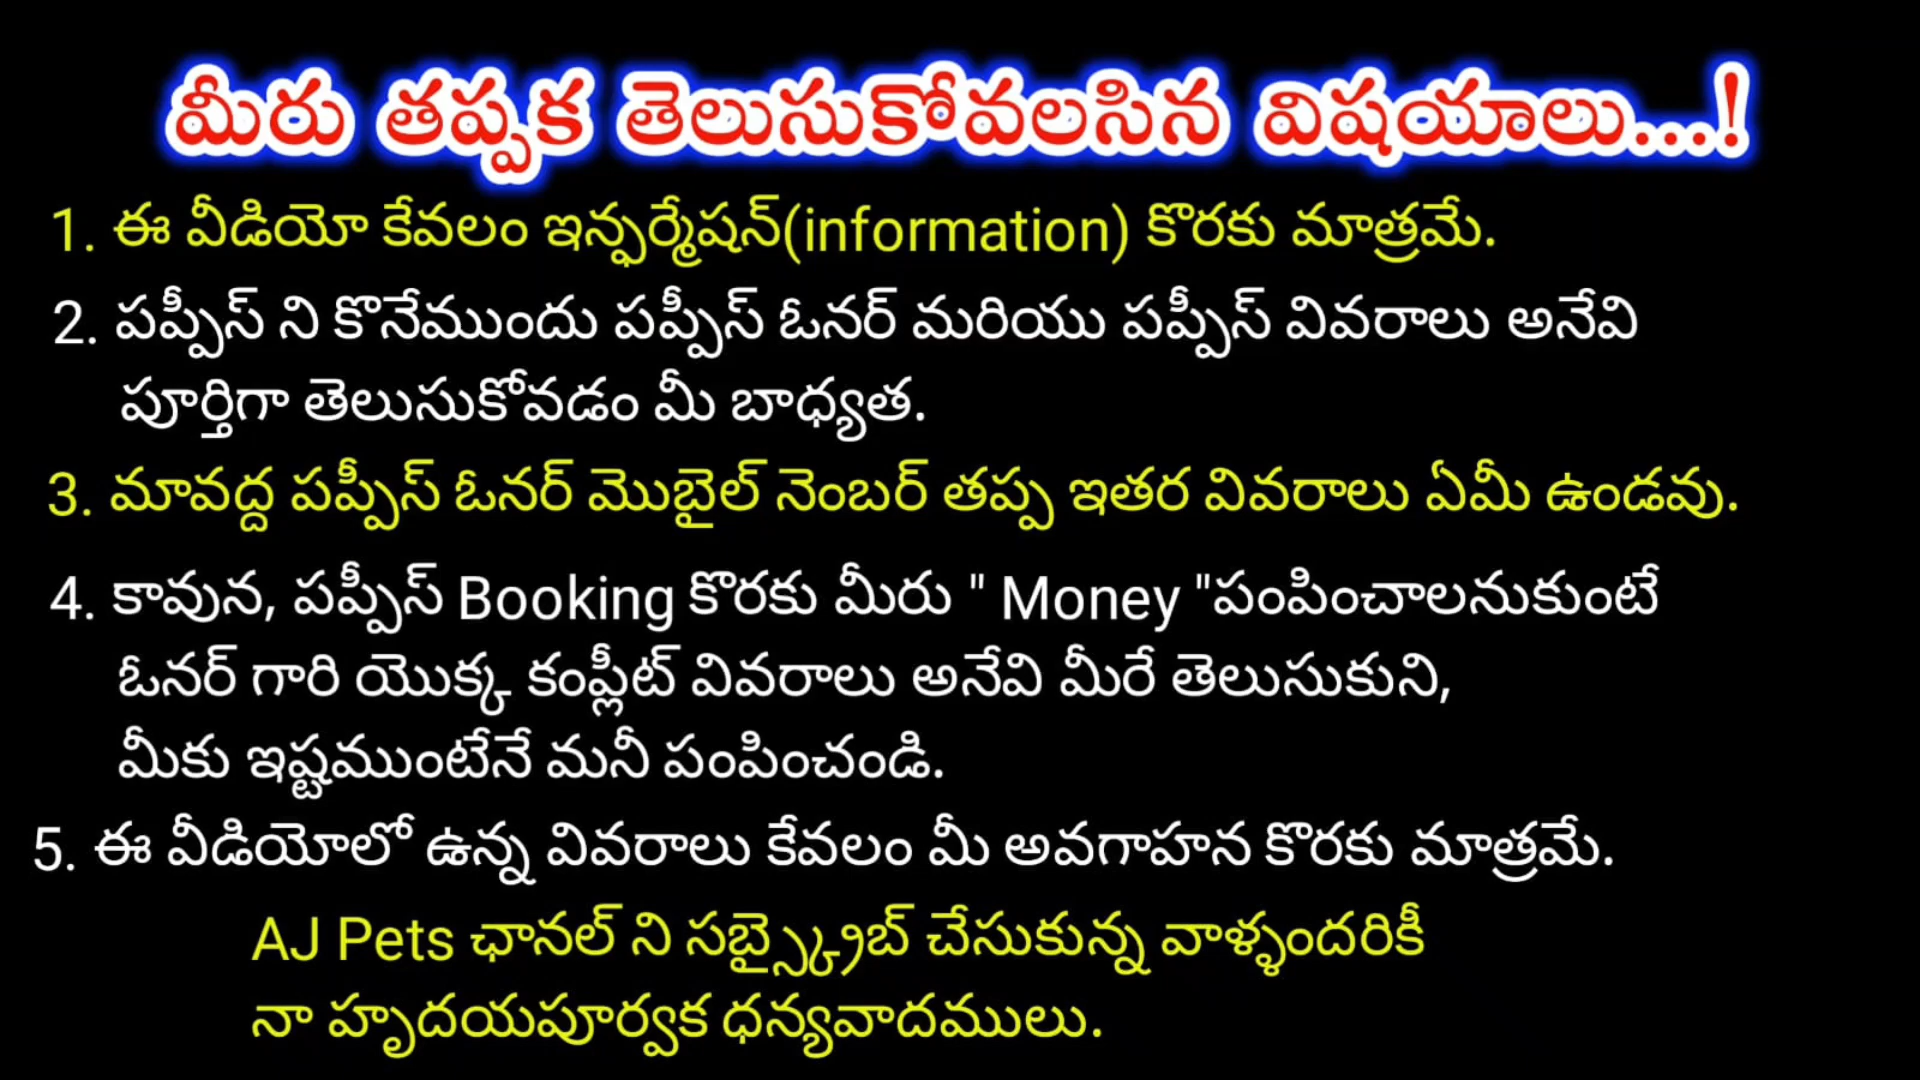 మీరు తప్పక తెలుసుకోవలసిన విషయాలు...!
1. ఈ వీడియో కేవలం ఇన్ఫర్మేషన్(information) కొరకు మాత్రమే.
2. పప్పీస్ ని కొనేముందు పప్పీస్ ఓనర్ మరియు పప్పీస్ వివరాలు అనేవి
పూర్తిగా తెలుసుకోవడం మీ బాధ్యత.
3. మావద్ద పప్పీస్ ఓనర్ మొబైల్ నెంబర్ తప్ప ఇతర వివరాలు ఏమీ ఉండవు.
4. కావున, పప్పీస్ Booking కొరకు మీరు " Money "పంపించాలనుకుంటే
ఓనర్ గారి యొక్క కంప్లీట్ వివరాలు అనేవి మీరే తెలుసుకుని,
మీకు ఇష్టముంటేనే మనీ పంపించండి.
5. ఈ వీడియోలో ఉన్న వివరాలు కేవలం మీ అవగాహన కొరకు మాత్రమే.
AJ Pets ఛానల్ ని సబ్స్క్రైబ్ చేసుకున్న వాళ్ళందరికీ
నా హృదయపూర్వక ధన్యవాదములు.